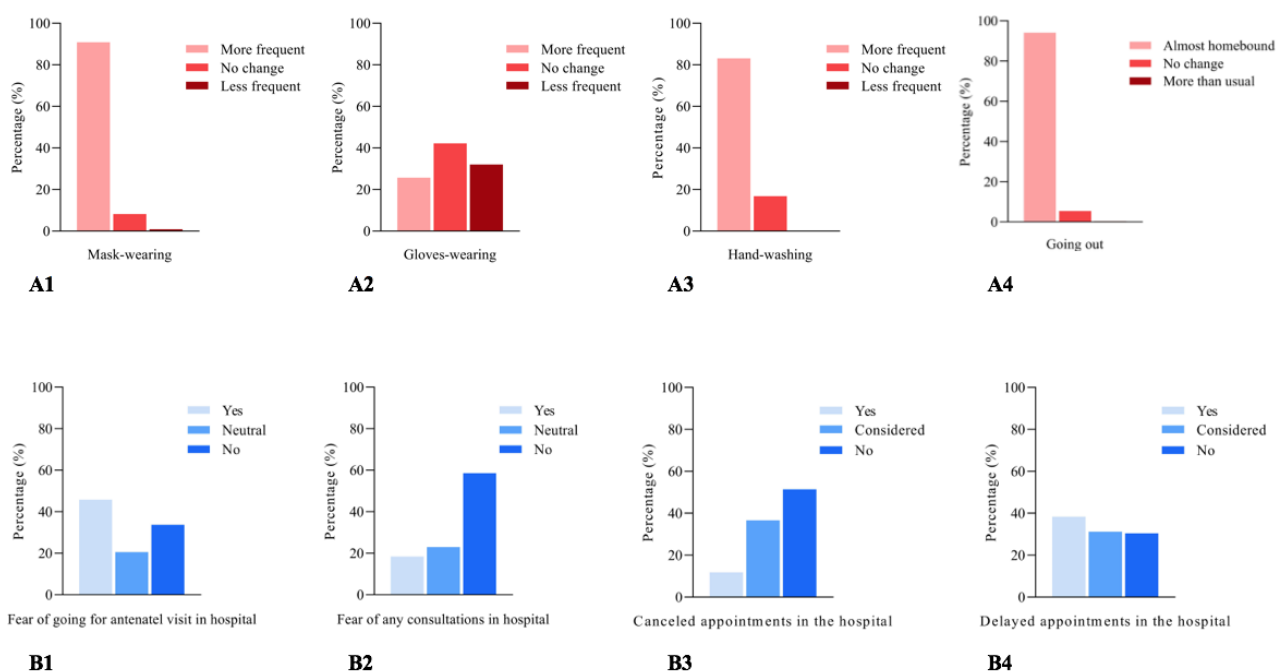 100
80
60
40
20
0
Percentage (%)
More frequent
No change
Less frequent
Mask-wearing
A1
100
80
60
40
20
0
Percentage (%)
More frequent
No change
Less frequent
Gloves-wearing
A2
100
80
60
40
20
0
Percentage (%)
More frequent
No change
Less frequent
Hand-washing
A3
100
80
60
40
20
0
Percentage (%)
Almost homebound
No change
More than usual
Going out
A4
100
80
60
40
20
0
Percentage (%)
Yes
Neutral
No
Fear of going for antenatel visit in hospital
B1
100
80
60
40
20
0
Percentage (%)
Yes
Neutral
No
Fear of any consultations in hospital
B2
100
80
60
40
20
0
Percentage (%)
Yes
Considered
No
Canceled appointments in the hospital
B3
100
80
60
40
20
0
Percentage (%)
Yes
Considered
No
Delayed appointments in the hospital
B4